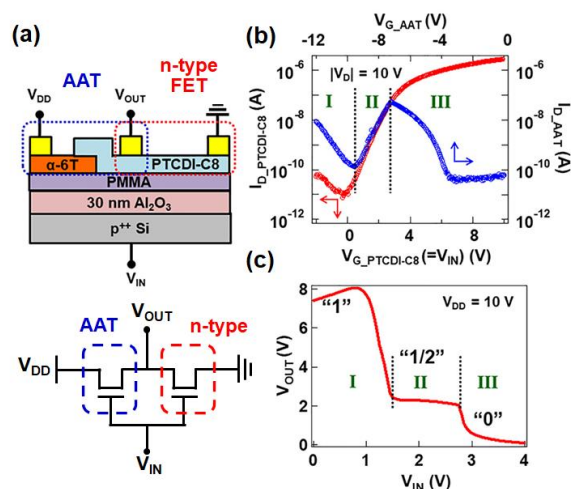 (a)
AAT
n-type
FET
V_DD
V_OUT
α-6T
PTCDI-C8
PMMA
30 nm Al₂O₃
p⁺⁺ Si
V_IN
V_OUT
AAT
n-type
V_DD
V_IN
(b)
V_G_AAT (V)
-12 -8 -4 0
|V_D| = 10 V
I II III
10⁻⁶
10⁻⁸
10⁻¹⁰
10⁻¹²
I_D_PTCDI-C8 (A)
10⁻⁶
10⁻⁸
10⁻¹⁰
10⁻¹²
I_D_AAT (A)
0 4 8
V_G_PTCDI-C8 (=V_IN) (V)
(c)
8
6
4
2
0
V_OUT (V)
"1"
V_DD = 10 V
"1/2"
I II III
"0"
0 1 2 3 4
V_IN (V)